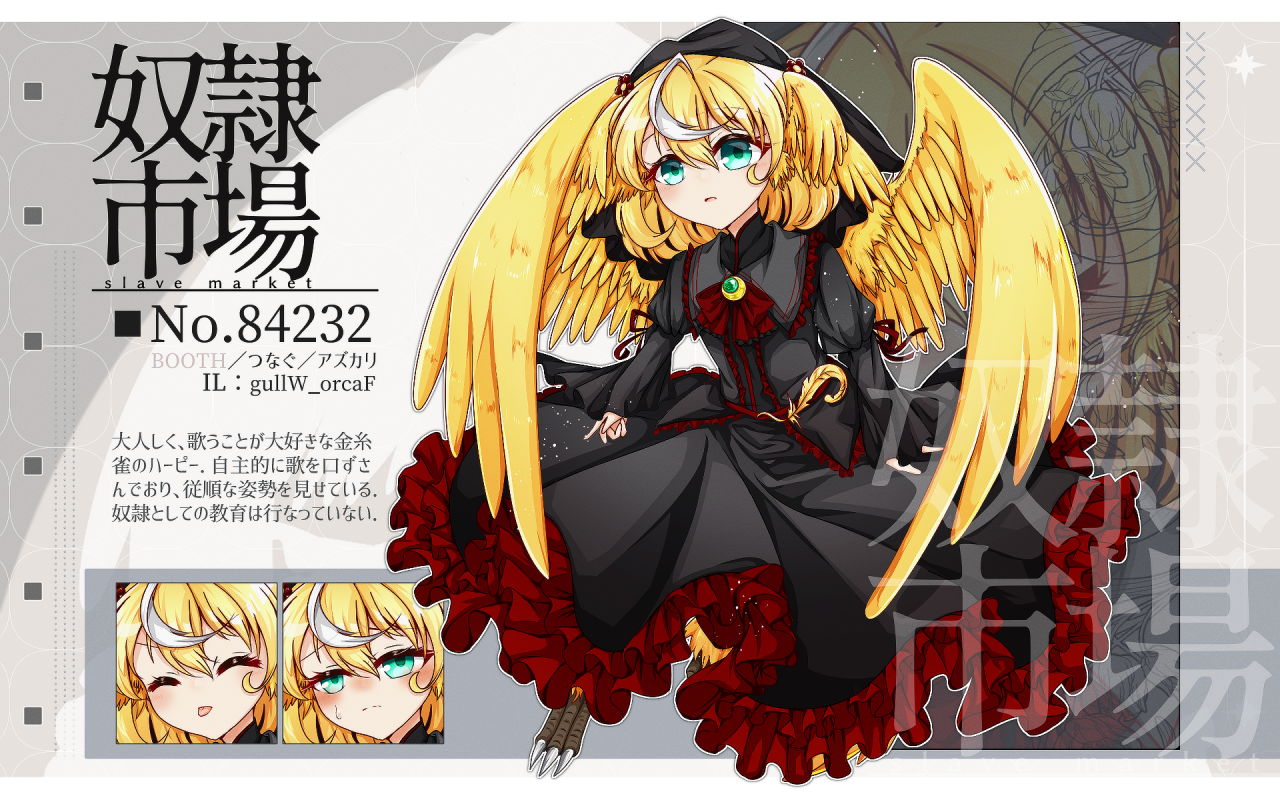 奴隷
市場
slave market
■No.84232
BOOTH／つなぐ／アズカリ
IL：gullW_orcaF
大人しく、歌うことが大好きな金糸
雀のハーピー．自主的に歌を口ずさ
んでおり、従順な姿勢を見せている．
奴隷としての教育は行なっていない．
奴隷
市場
slave market